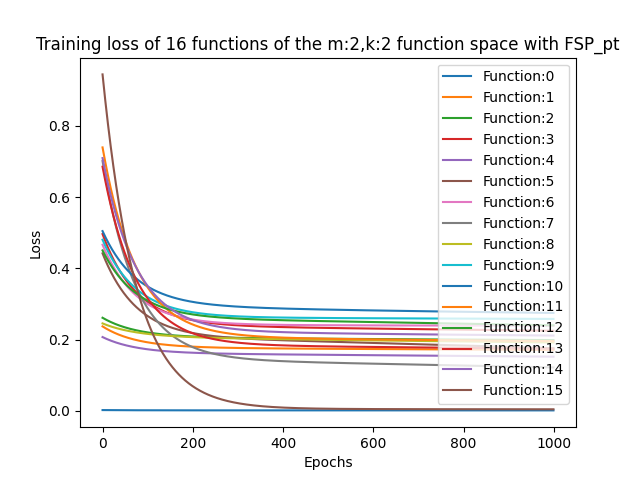 Training loss of 16 functions of the m:2,k:2 function space with FSP_pt
Loss
0.8
0.6
0.4
0.2
0.0
Function:0
Function:1
Function:2
Function:3
Function:4
Function:5
Function:6
Function:7
Function:8
Function:9
Function:10
Function:11
Function:12
Function:13
Function:14
Function:15
0 200 400 600 800 1000
Epochs